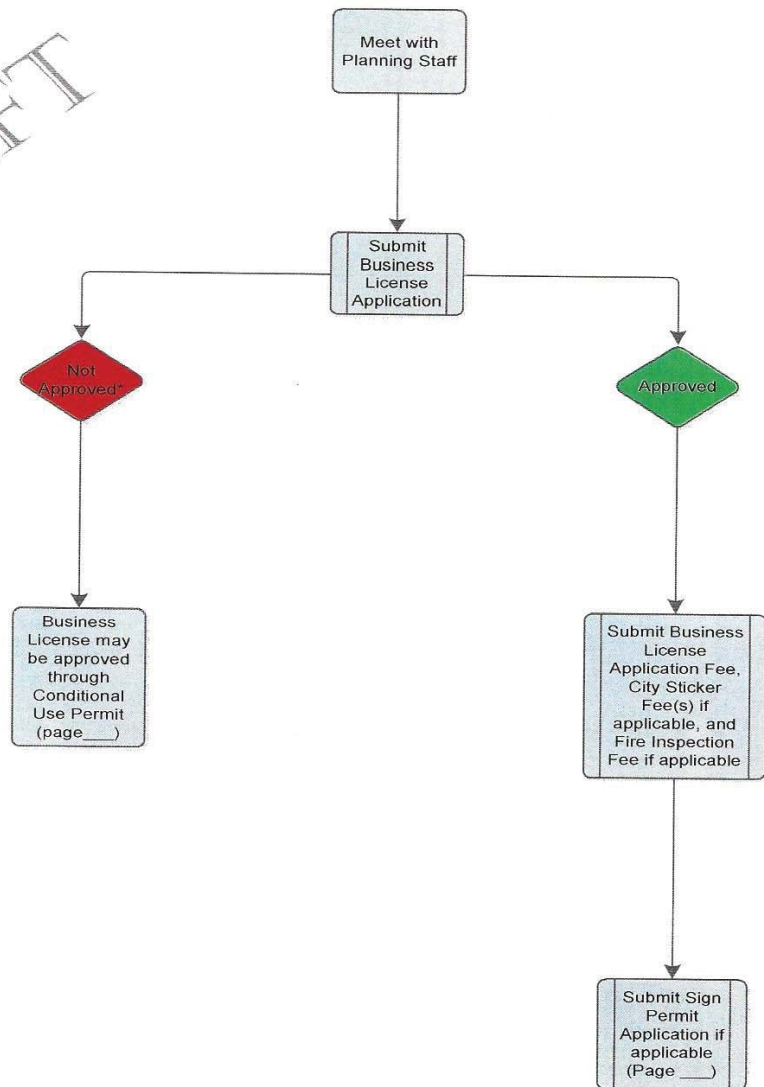 Meet with
Planning Staff
Submit
Business
License
Application
Not
Approved*
Approved
Business
License may
be approved
through
Conditional
Use Permit
(page___)
Submit Business
License
Application Fee,
City Sticker
Fee(s) if
applicable, and
Fire Inspection
Fee if applicable
Submit Sign
Permit
Application if
applicable
(Page ___)